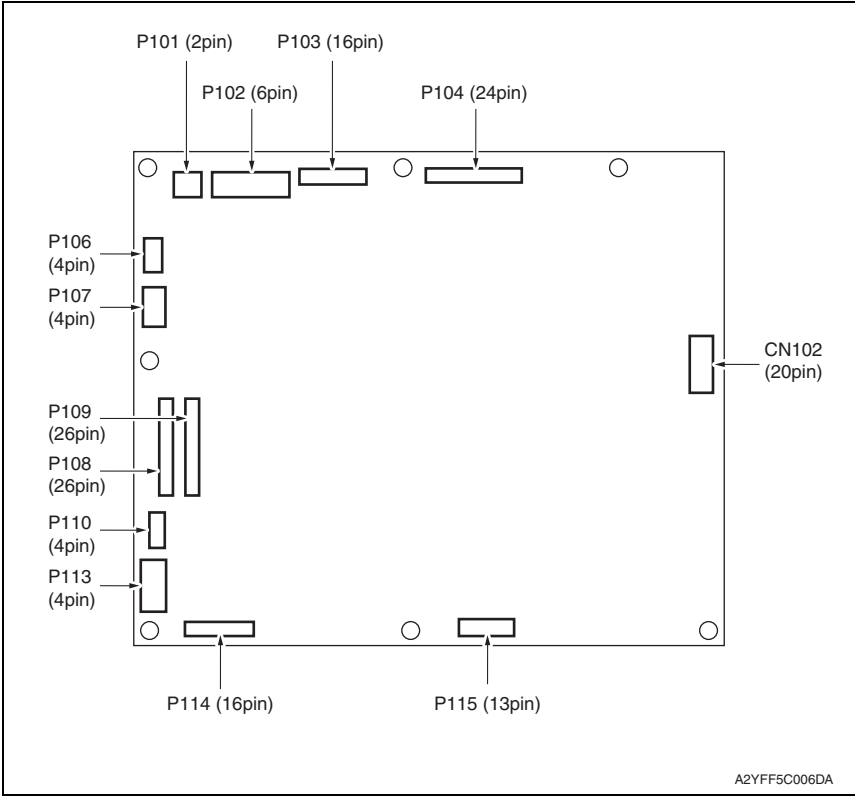 P101 (2pin)
P103 (16pin)
P102 (6pin)
P104 (24pin)
P106
(4pin)
P107
(4pin)
CN102
(20pin)
P109
(26pin)
P108
(26pin)
P110
(4pin)
P113
(4pin)
P114 (16pin)
P115 (13pin)
A2YFF5C006DA